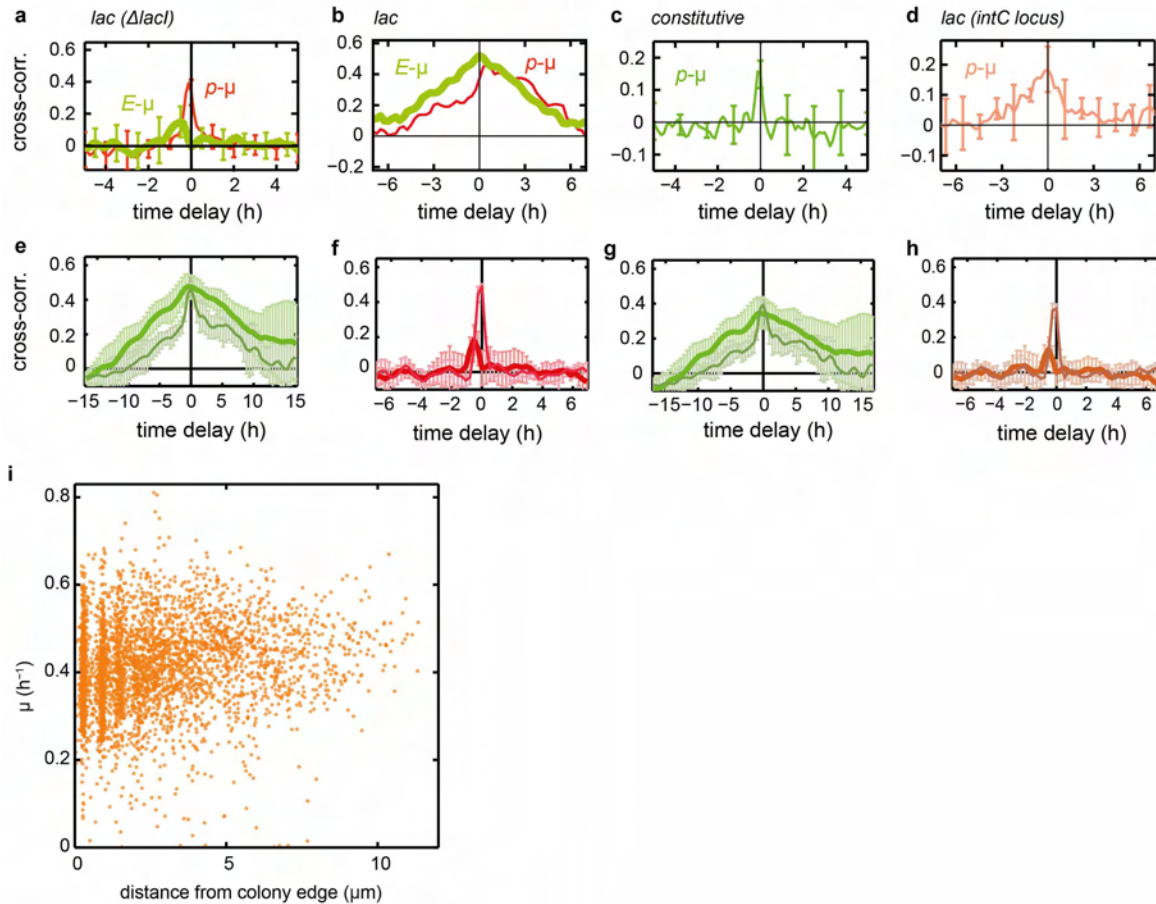 a lac (ΔlacI)
b lac
c constitutive
d lac (intC locus)
cross-corr.
0.6
0.4
0.2
0
E-μ
p-μ
−4 −2 0 2 4
time delay (h)
0.6
0.4
0.2
0
−0.2
E-μ
p-μ
−6 −3 0 3 6
time delay (h)
0.2
0.1
0
−0.1
p-μ
−4 −2 0 2 4
time delay (h)
0.2
0.1
0
−0.1
p-μ
−6 −3 0 3 6
time delay (h)
e
cross-corr.
0.6
0.4
0.2
0
−15 −10 −5 0 5 10 15
time delay (h)
f
0.6
0.4
0.2
0
−6 −4 −2 0 2 4 6
time delay (h)
g
0.6
0.4
0.2
0
−15 −10 −5 0 5 10 15
time delay (h)
h
0.6
0.4
0.2
0
−6 −4 −2 0 2 4 6
time delay (h)
i
μ (h⁻¹)
0.8
0.6
0.4
0.2
0
0 5 10
distance from colony edge (μm)